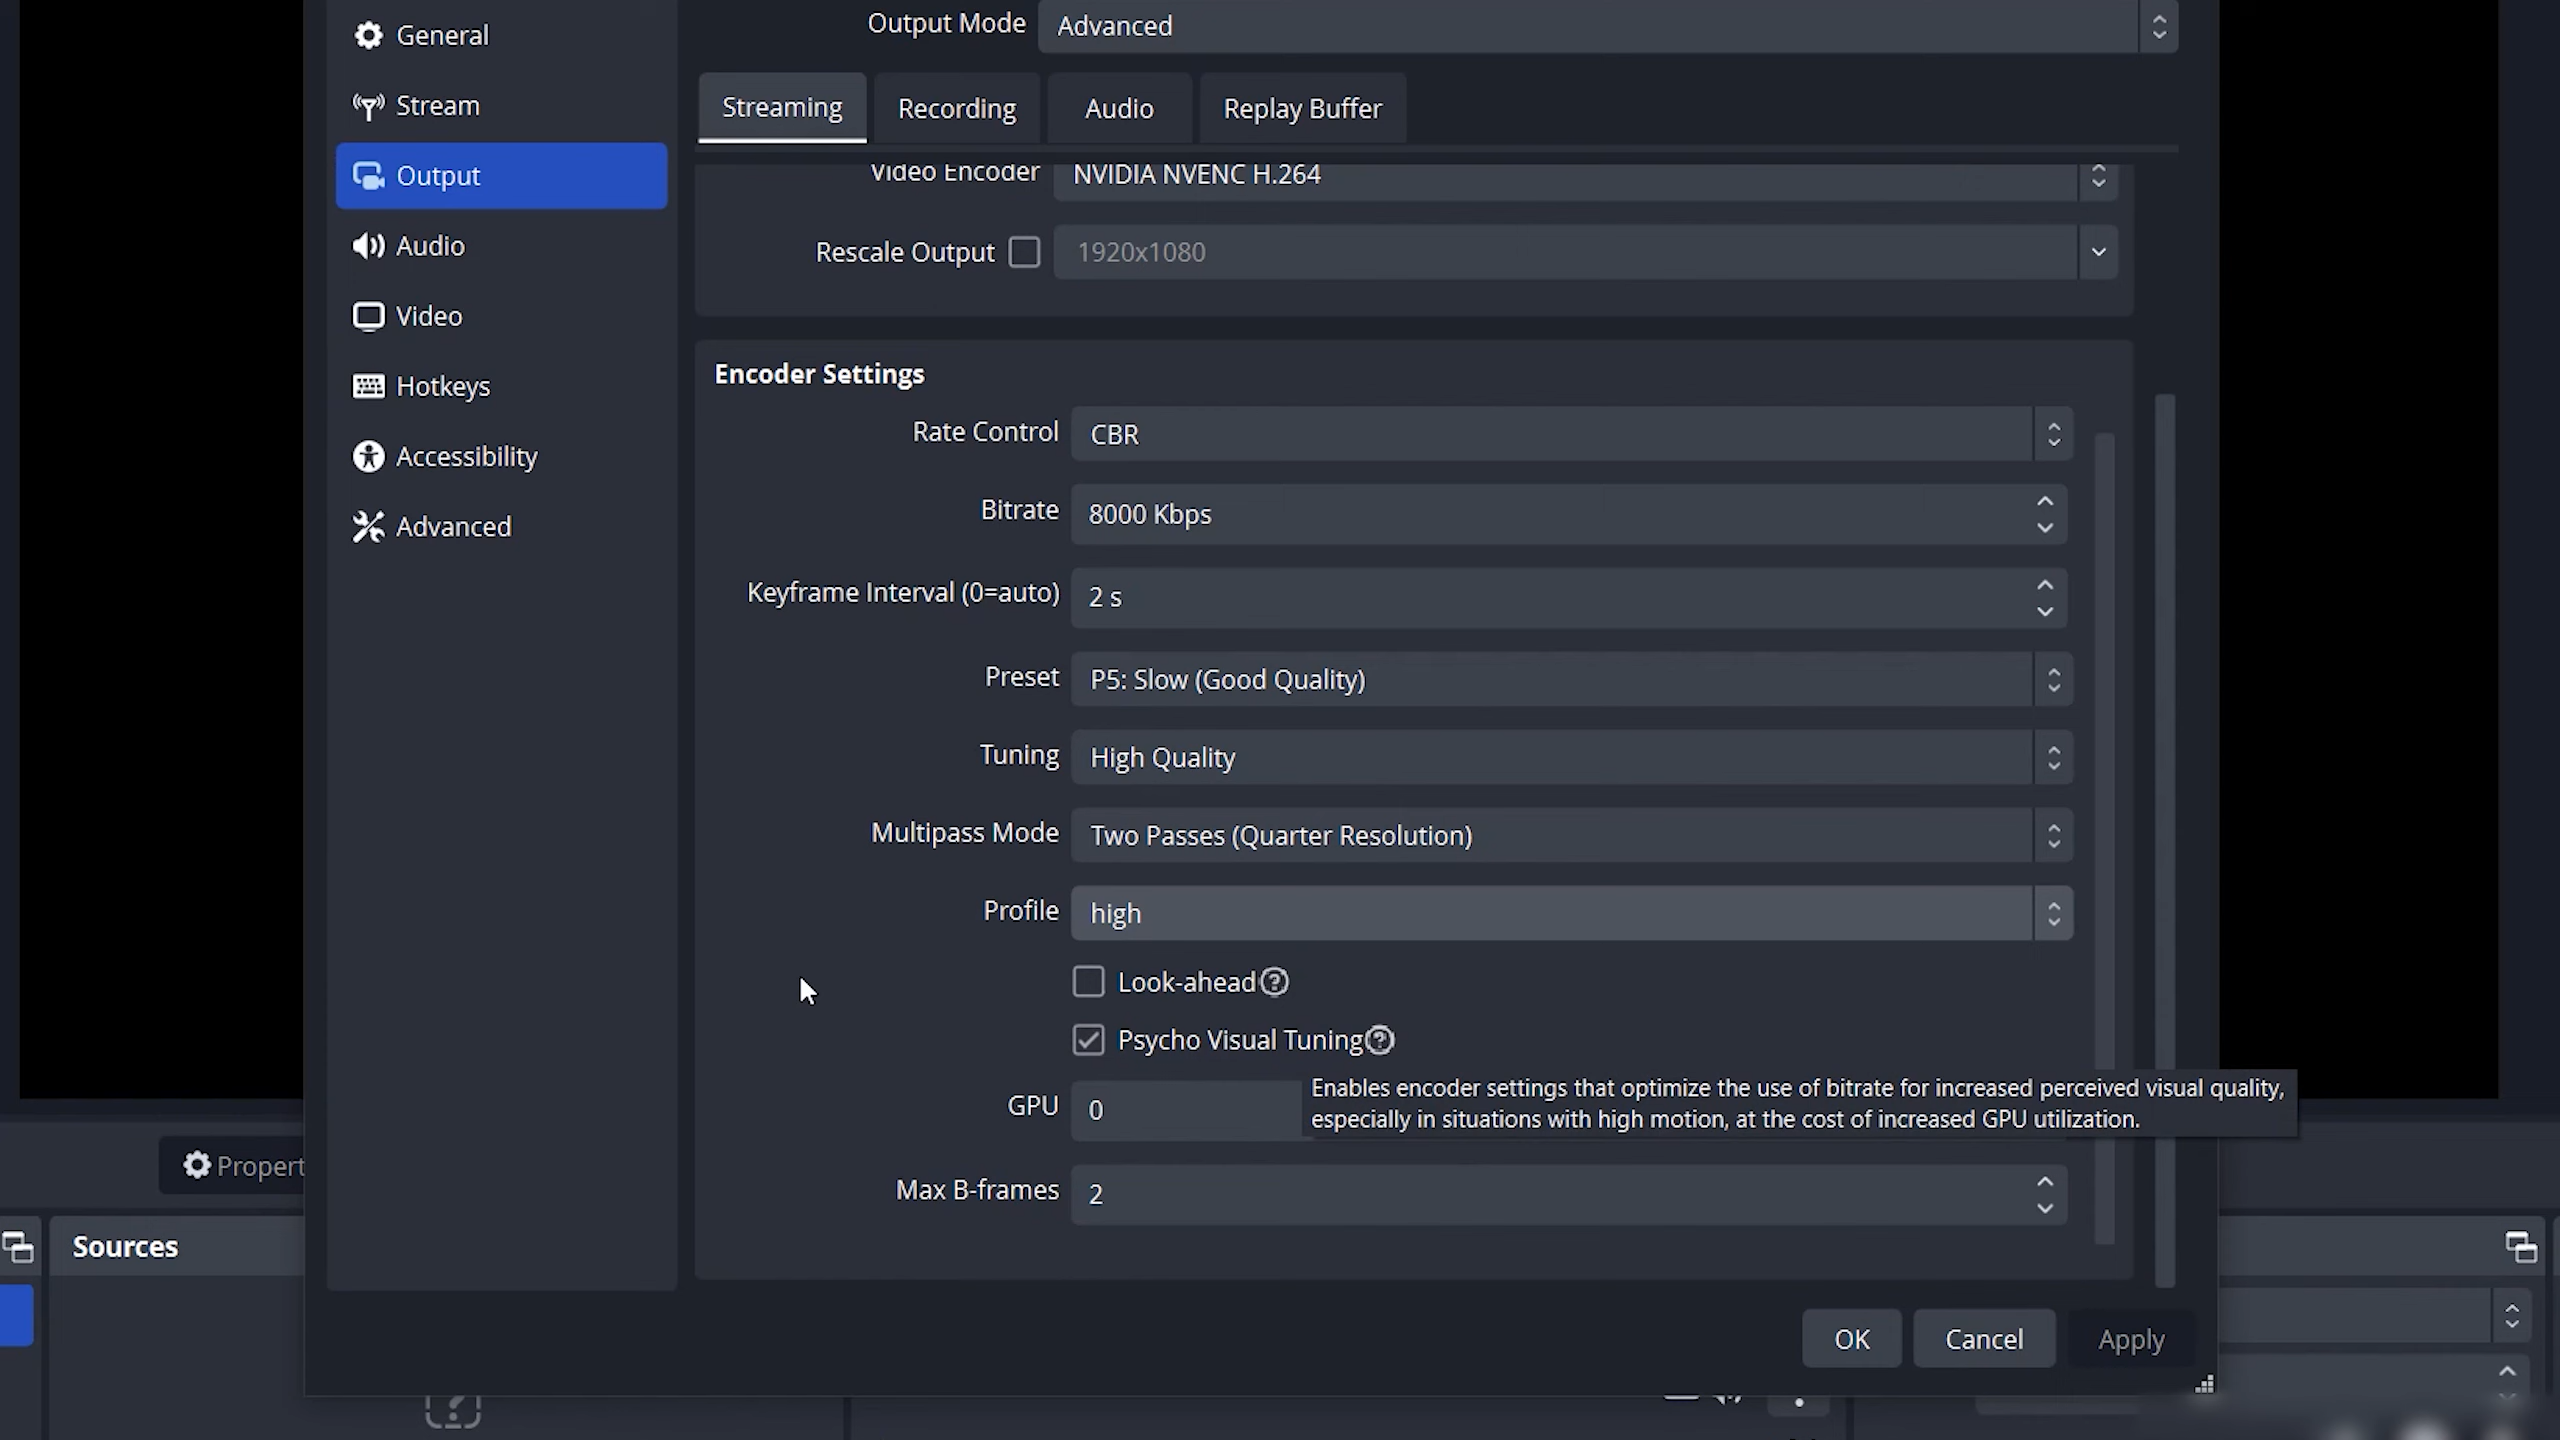 General
Stream
Output
Audio
Video
Hotkeys
Accessibility
Advanced
Output Mode
Advanced
Streaming
Recording
Audio
Replay Buffer
Video Encoder
NVIDIA NVENC H.264
Rescale Output
1920x1080
Encoder Settings
Rate Control
CBR
Bitrate
8000 Kbps
Keyframe Interval (0=auto)
2 s
Preset
P5: Slow (Good Quality)
Tuning
High Quality
Multipass Mode
Two Passes (Quarter Resolution)
Profile
high
Look-ahead
Psycho Visual Tuning
Enables encoder settings that optimize the use of bitrate for increased perceived visual quality,
especially in situations with high motion, at the cost of increased GPU utilization.
GPU
0
Max B-frames
2
OK
Cancel
Apply
Propert
Sources